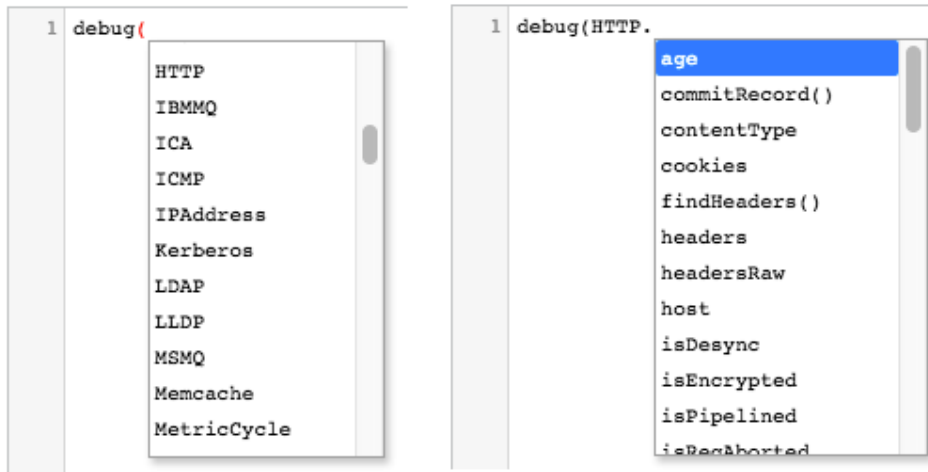 1 debug(
HTTP
IBMMQ
ICA
ICMP
IPAddress
Kerberos
LDAP
LLDP
MSMQ
Memcache
MetricCycle
1 debug(HTTP.
age
commitRecord()
contentType
cookies
findHeaders()
headers
headersRaw
host
isDesync
isEncrypted
isPipelined
isReqAborted